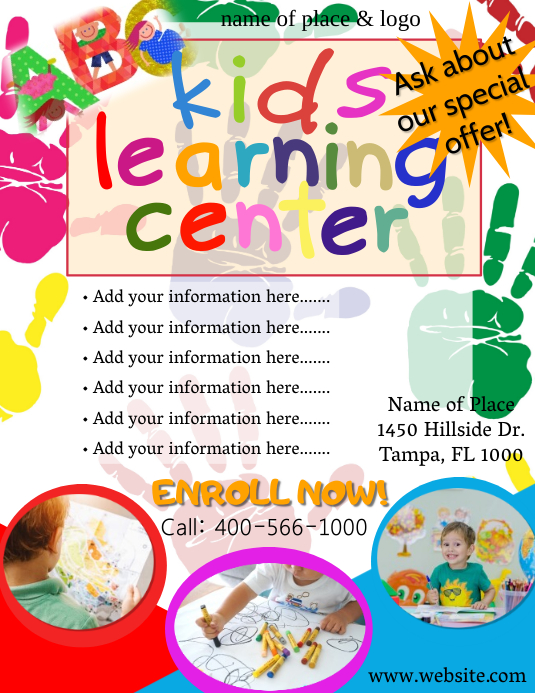 name of place & logo
ABC
kids
learning
center
Ask about
our special
offer!
• Add your information here.......
• Add your information here.......
• Add your information here.......
• Add your information here.......
• Add your information here.......
• Add your information here.......
Name of Place
1450 Hillside Dr.
Tampa, FL 1000
ENROLL NOW!
Call: 400-566-1000
www.website.com